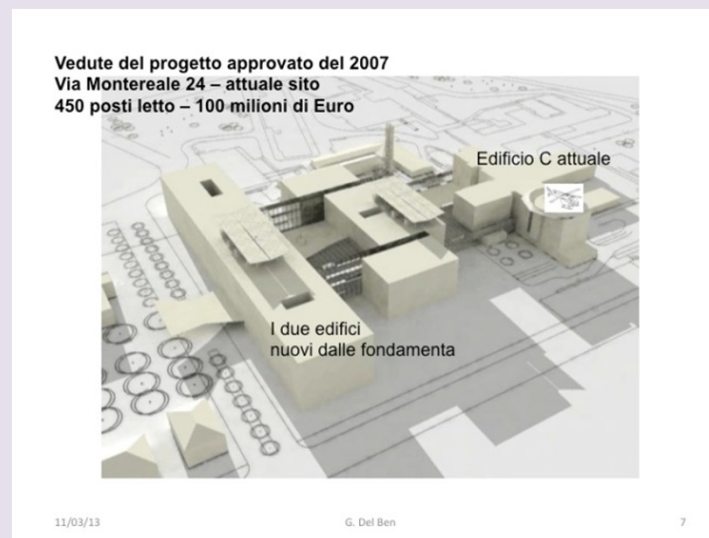 Vedute del progetto approvato del 2007
Via Montereale 24 – attuale sito
450 posti letto – 100 milioni di Euro
Edificio C attuale
I due edifici
nuovi dalle fondamenta
11/03/13
G. Del Ben
7